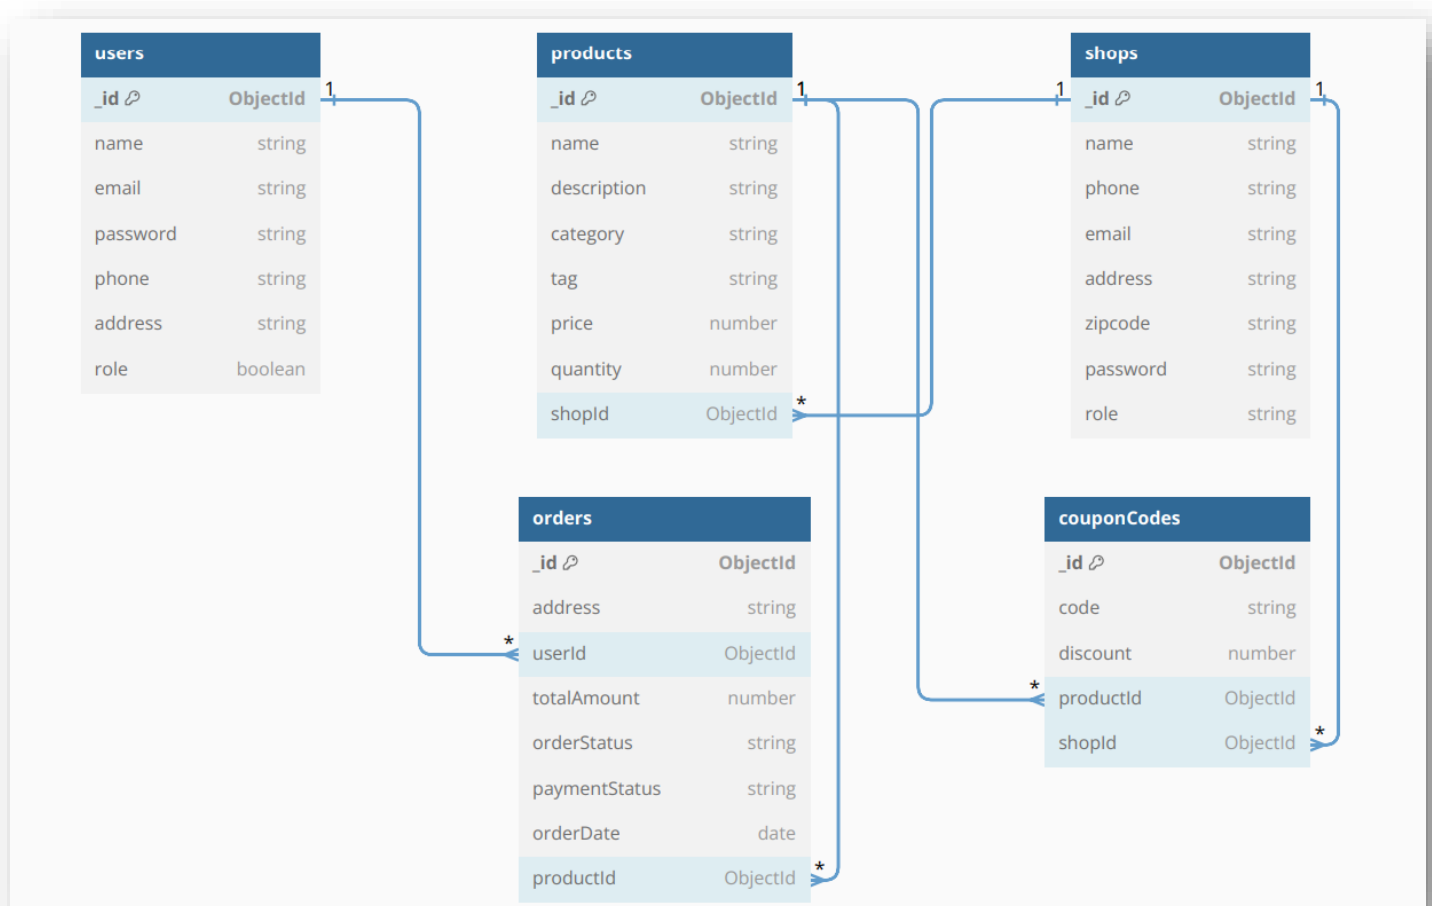 users
_id ObjectId
name string
email string
password string
phone string
address string
role boolean
products
_id ObjectId
name string
description string
category string
tag string
price number
quantity number
shopId ObjectId
shops
_id ObjectId
name string
phone string
email string
address string
zipcode string
password string
role string
orders
_id ObjectId
address string
userId ObjectId
totalAmount number
orderStatus string
paymentStatus string
orderDate date
productId ObjectId
couponCodes
_id ObjectId
code string
discount number
productId ObjectId
shopId ObjectId
1
1
1
1
*
*
*
*
*